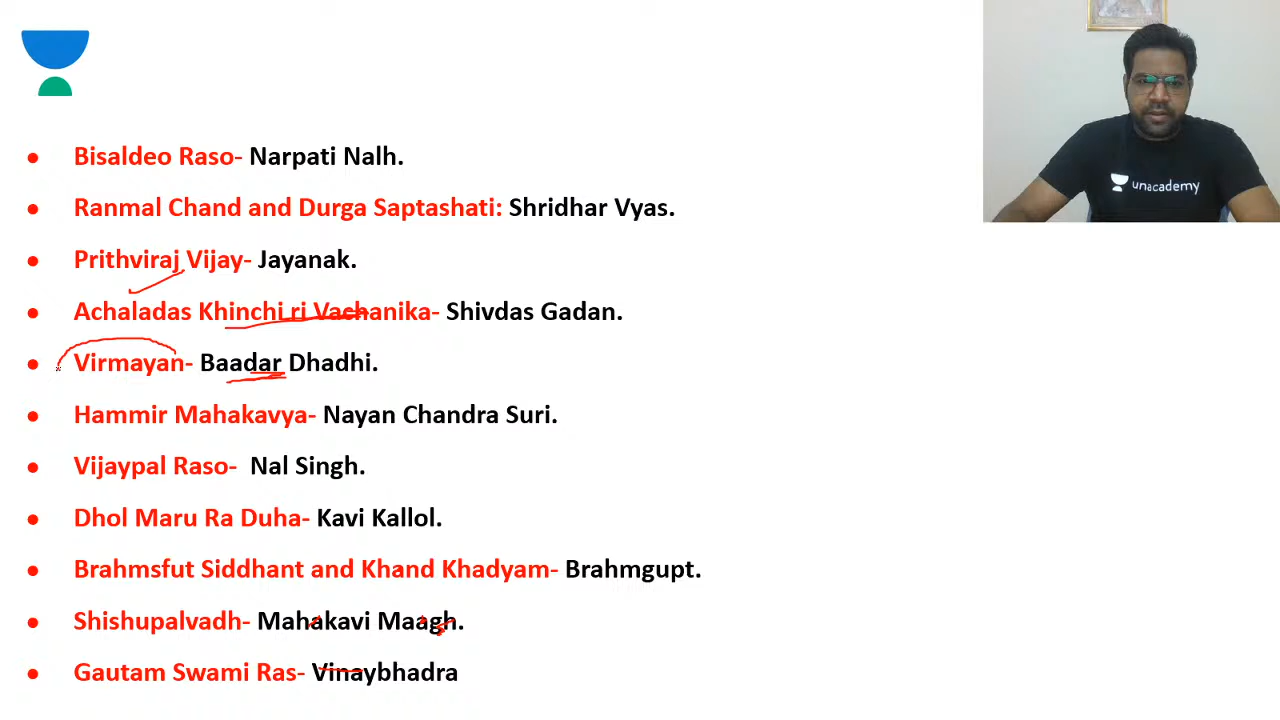 unacademy
Bisaldeo Raso- Narpati Nalh.
Ranmal Chand and Durga Saptashati: Shridhar Vyas.
Prithviraj Vijay- Jayanak.
Achaladas Khinchi ri Vachanika- Shivdas Gadan.
Virmayan- Baadar Dhadhi.
Hammir Mahakavya- Nayan Chandra Suri.
Vijaypal Raso- Nal Singh.
Dhol Maru Ra Duha- Kavi Kallol.
Brahmsfut Siddhant and Khand Khadyam- Brahmgupt.
Shishupalvadh- Mahakavi Maagh.
Gautam Swami Ras- Vinaybhadra